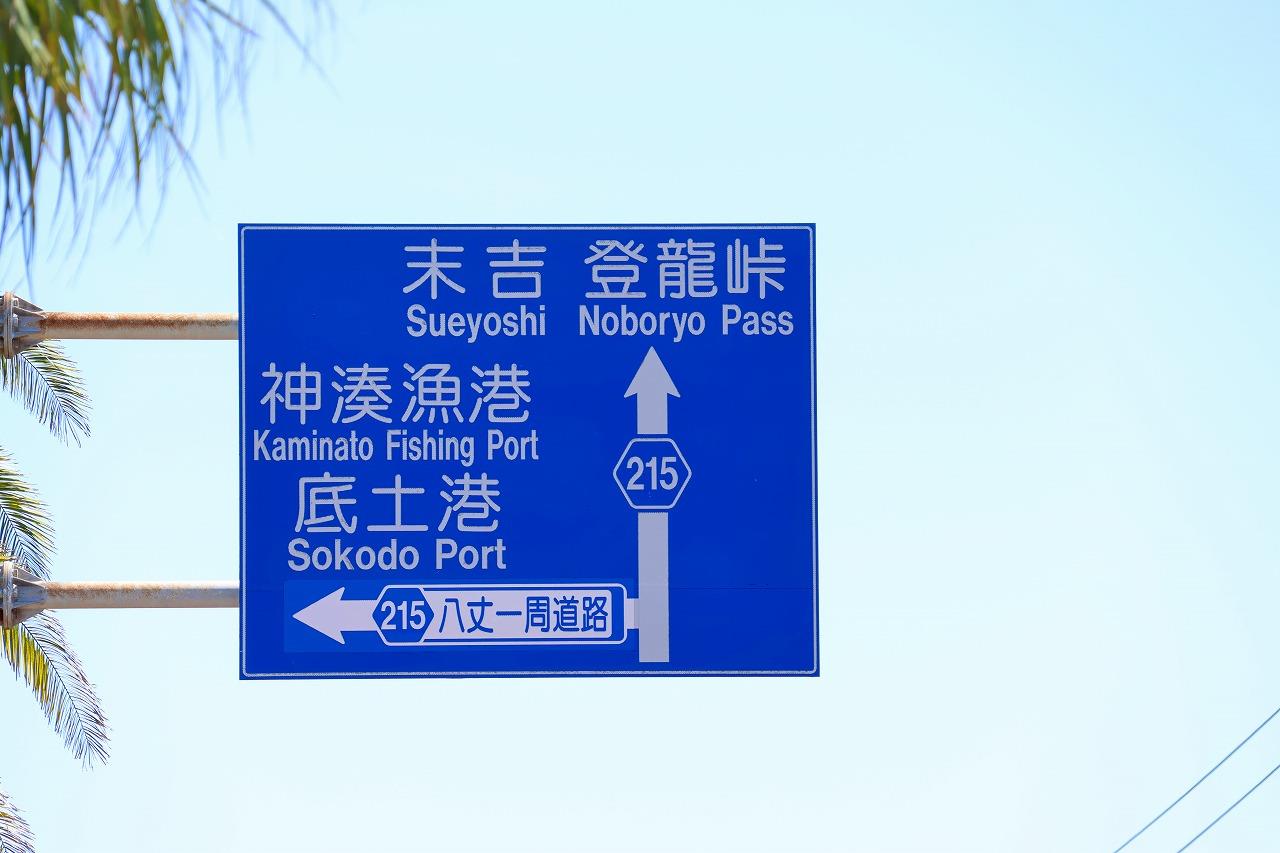 末吉 登龍峠
Sueyoshi Noboryo Pass
神湊漁港
Kaminato Fishing Port
215
底土港
Sokodo Port
215 八丈一周道路